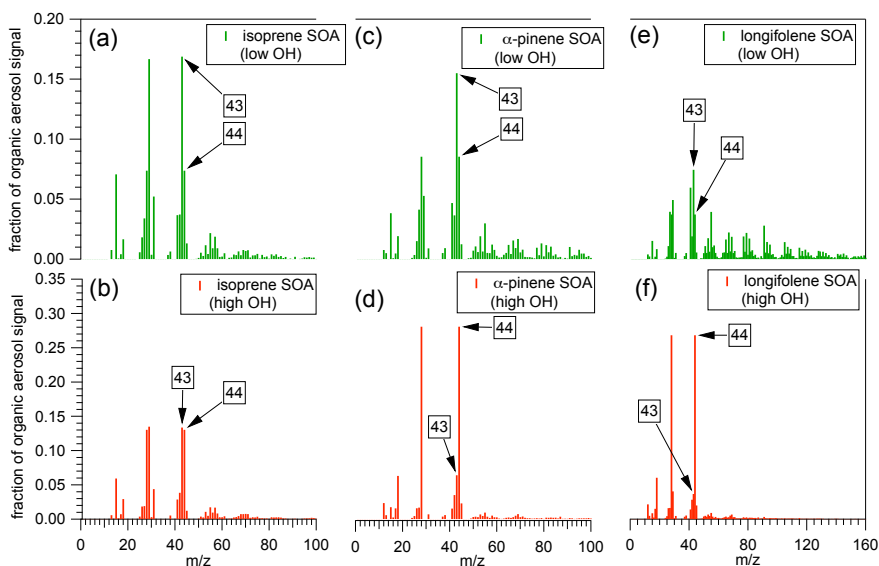 (a)
isoprene SOA
(low OH)
43
44
0.20
0.15
0.10
0.05
0.00
fraction of organic aerosol signal
(c)
α-pinene SOA
(low OH)
43
44
(e)
longifolene SOA
(low OH)
43
44
(b)
isoprene SOA
(high OH)
43
44
0.35
0.30
0.25
0.20
0.15
0.10
0.05
0.00
fraction of organic aerosol signal
0 20 40 60 80 100
m/z
(d)
α-pinene SOA
(high OH)
44
43
0 20 40 60 80 100
m/z
(f)
longifolene SOA
(high OH)
44
43
0 40 80 120 160
m/z